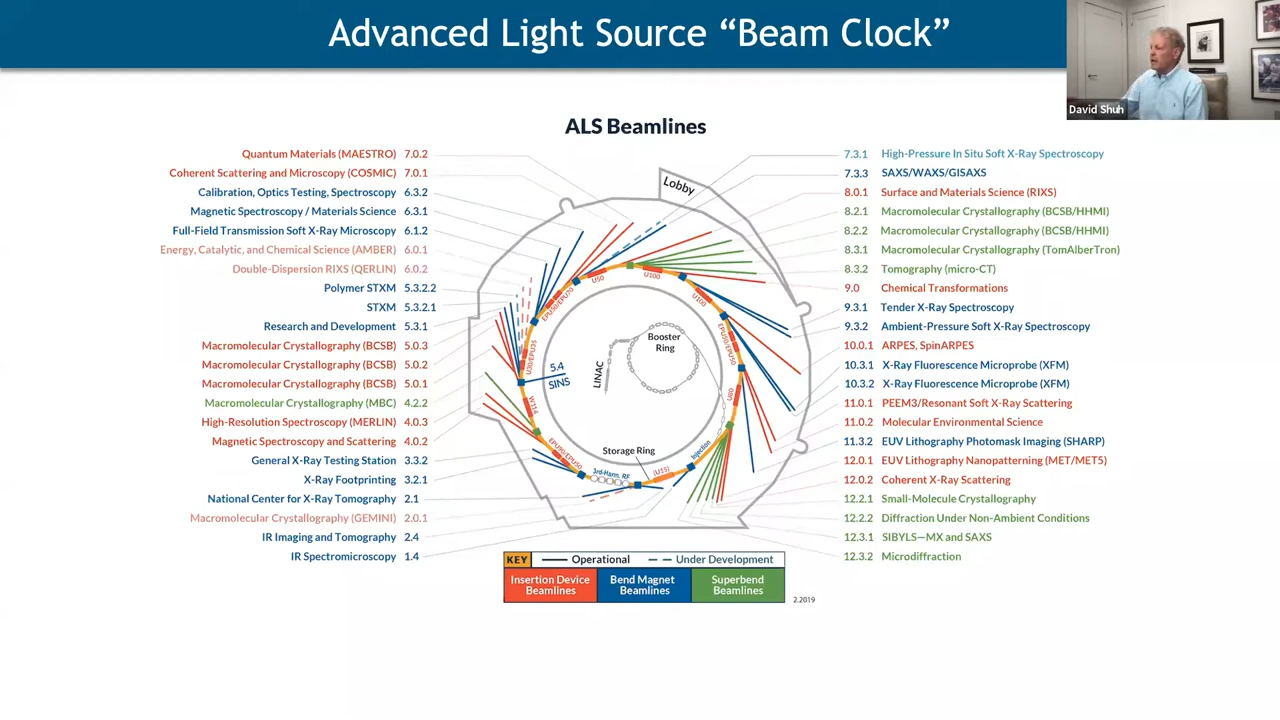 Advanced Light Source “Beam Clock”
David Shuh
ALS Beamlines
Quantum Materials (MAESTRO) 7.0.2
Coherent Scattering and Microscopy (COSMIC) 7.0.1
Calibration, Optics Testing, Spectroscopy 6.3.2
Magnetic Spectroscopy / Materials Science 6.3.1
Full-Field Transmission Soft X-Ray Microscopy 6.1.2
Energy, Catalytic, and Chemical Science (AMBER) 6.0.1
Double-Dispersion RIXS (QERLIN) 6.0.2
Polymer STXM 5.3.2.2
STXM 5.3.2.1
Research and Development 5.3.1
Macromolecular Crystallography (BCSB) 5.0.3
Macromolecular Crystallography (BCSB) 5.0.2
Macromolecular Crystallography (BCSB) 5.0.1
Macromolecular Crystallography (MBC) 4.2.2
High-Resolution Spectroscopy (MERLIN) 4.0.3
Magnetic Spectroscopy and Scattering 4.0.2
General X-Ray Testing Station 3.3.2
X-Ray Footprinting 3.2.1
National Center for X-Ray Tomography 2.1
Macromolecular Crystallography (GEMINI) 2.0.1
IR Imaging and Tomography 2.4
IR Spectromicroscopy 1.4
Lobby
U50
U100
EPU50/EPU70
U100
EPU50/EPU50
U20/EPU35
Booster
Ring
LINAC
5.4
SINS
U80
W114
EPU90/EPU50
Storage Ring
Injection
3rd-Harm. RF
(U15)
7.3.1 High-Pressure In Situ Soft X-Ray Spectroscopy
7.3.3 SAXS/WAXS/GISAXS
8.0.1 Surface and Materials Science (RIXS)
8.2.1 Macromolecular Crystallography (BCSB/HHMI)
8.2.2 Macromolecular Crystallography (BCSB/HHMI)
8.3.1 Macromolecular Crystallography (TomAlberTron)
8.3.2 Tomography (micro-CT)
9.0 Chemical Transformations
9.3.1 Tender X-Ray Spectroscopy
9.3.2 Ambient-Pressure Soft X-Ray Spectroscopy
10.0.1 ARPES, SpinARPES
10.3.1 X-Ray Fluorescence Microprobe (XFM)
10.3.2 X-Ray Fluorescence Microprobe (XFM)
11.0.1 PEEM3/Resonant Soft X-Ray Scattering
11.0.2 Molecular Environmental Science
11.3.2 EUV Lithography Photomask Imaging (SHARP)
12.0.1 EUV Lithography Nanopatterning (MET/MET5)
12.0.2 Coherent X-Ray Scattering
12.2.1 Small-Molecule Crystallography
12.2.2 Diffraction Under Non-Ambient Conditions
12.3.1 SIBYLS—MX and SAXS
12.3.2 Microdiffraction
KEY Operational Under Development
Insertion Device
Beamlines
Bend Magnet
Beamlines
Superbend
Beamlines
2.2019